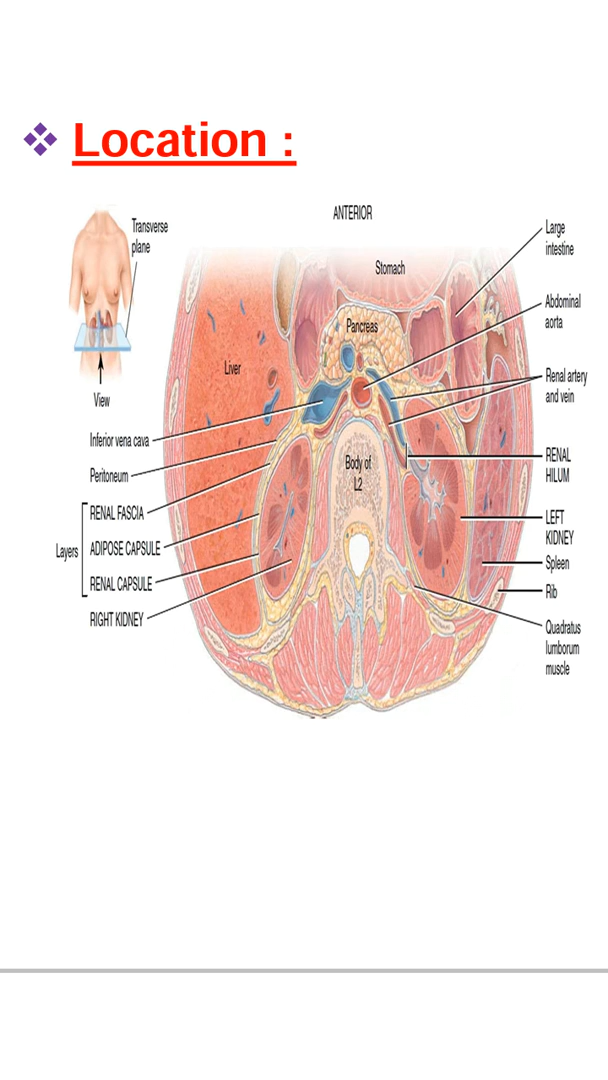 Location :
ANTERIOR
Transverse
plane
View
Stomach
Pancreas
Liver
Body of
L2
Inferior vena cava
Peritoneum
Layers
RENAL FASCIA
ADIPOSE CAPSULE
RENAL CAPSULE
RIGHT KIDNEY
Large
intestine
Abdominal
aorta
Renal artery
and vein
RENAL
HILUM
LEFT
KIDNEY
Spleen
Rib
Quadratus
lumborum
muscle